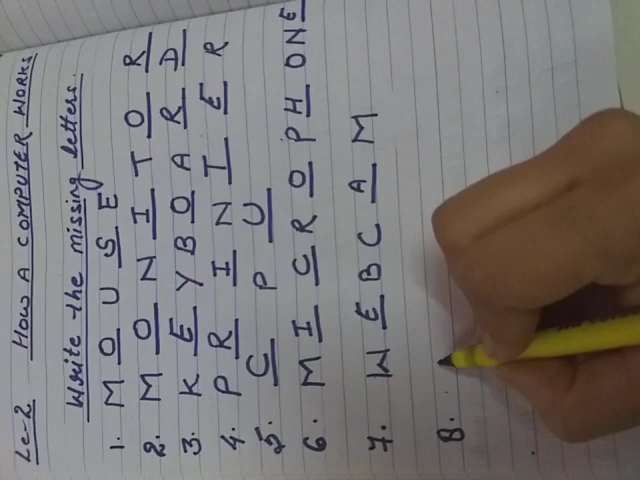 Le-2 HOW A COMPUTER WORKS
Write the missing letters.
1. M O U S E
2. M O N I T O R
3. K E Y B O A R D
4. P R I N T E R
5. C P U
6. M I C R O P H O N E
7. W E B C A M
8.